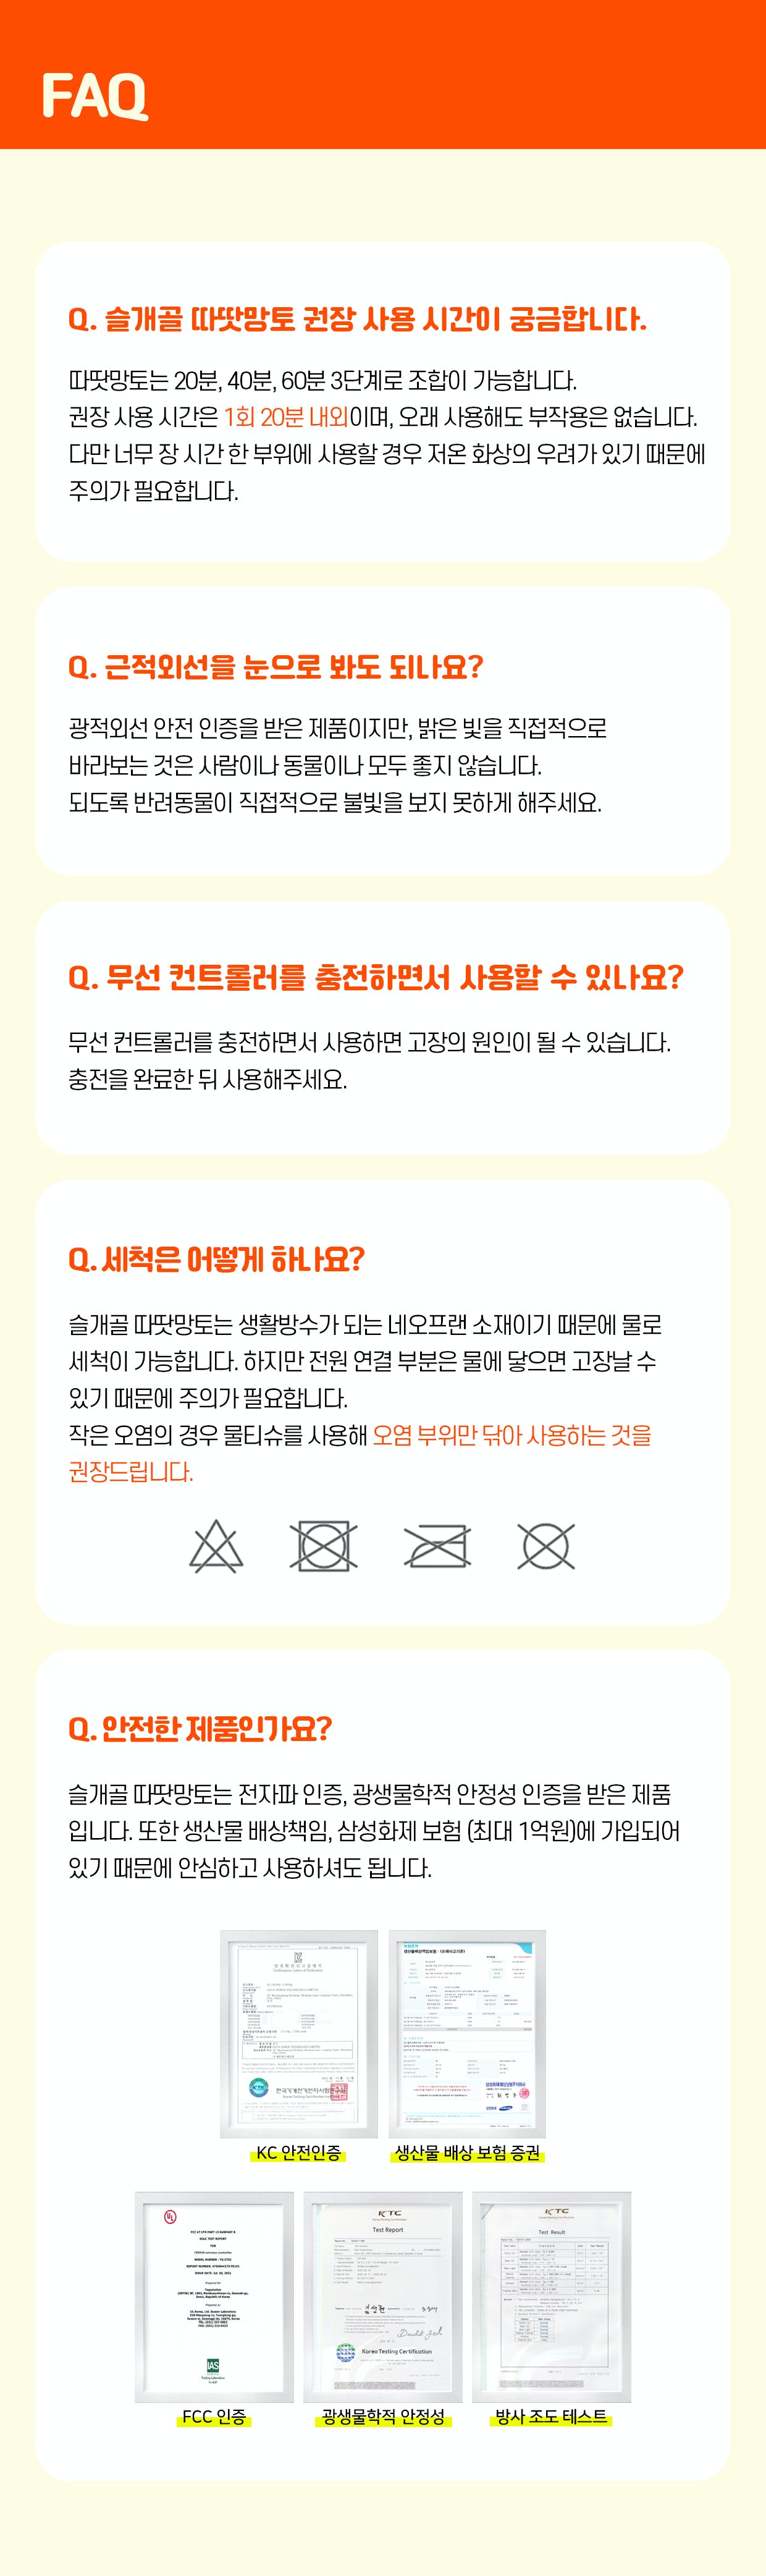 FAQ
Q. 슬개골 따땃망토 권장 사용 시간이 궁금합니다.
따땃망토는 20분, 40분, 60분 3단계로 조합이 가능합니다.
권장 사용 시간은 1회 20분 내외이며, 오래 사용해도 부작용은 없습니다.
다만 너무 장 시간 한 부위에 사용할 경우 저온 화상의 우려가 있기 때문에
주의가 필요합니다.
Q. 근적외선을 눈으로 봐도 되나요?
광적외선 안전 인증을 받은 제품이지만, 밝은 빛을 직접적으로
바라보는 것은 사람이나 동물이나 모두 좋지 않습니다.
되도록 반려동물이 직접적으로 불빛을 보지 못하게 해주세요.
Q. 무선 컨트롤러를 충전하면서 사용할 수 있나요?
무선 컨트롤러를 충전하면서 사용하면 고장의 원인이 될 수 있습니다.
충전을 완료한 뒤 사용해주세요.
Q. 세척은 어떻게 하나요?
슬개골 따땃망토는 생활방수가 되는 네오프랜 소재이기 때문에 물로
세척이 가능합니다. 하지만 전원 연결 부분은 물에 닿으면 고장날 수
있기 때문에 주의가 필요합니다.
작은 오염의 경우 물티슈를 사용해 오염 부위만 닦아 사용하는 것을
권장드립니다.
Q. 안전한 제품인가요?
슬개골 따땃망토는 전자파 인증, 광생물학적 안정성 인증을 받은 제품
입니다. 또한 생산물 배상책임, 삼성화제 보험 (최대 1억원)에 가입되어
있기 때문에 안심하고 사용하셔도 됩니다.
KC 안전인증
생산물 배상 보험 증권
UL
KTC
Test Report
Korea Testing Certification
KTC
Test Result
IAS
FCC 인증
광생물학적 안정성
방사 조도 테스트